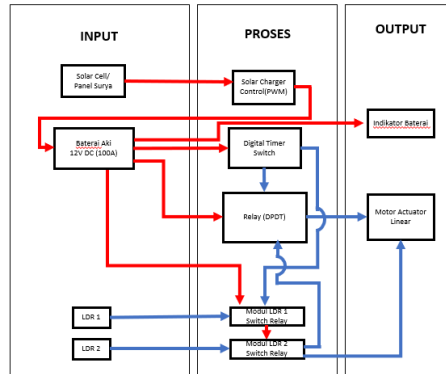 INPUT
PROSES
OUTPUT
Solar Cell/
Panel Surya
Solar Charger
Control(PWM)
Indikator Baterai
Baterai Aki
12V DC (100A)
Digital Timer
Switch
Relay (DPDT)
Motor Actuator
Linear
LDR 1
Modul LDR 1
Switch Relay
LDR 2
Modul LDR 2
Switch Relay